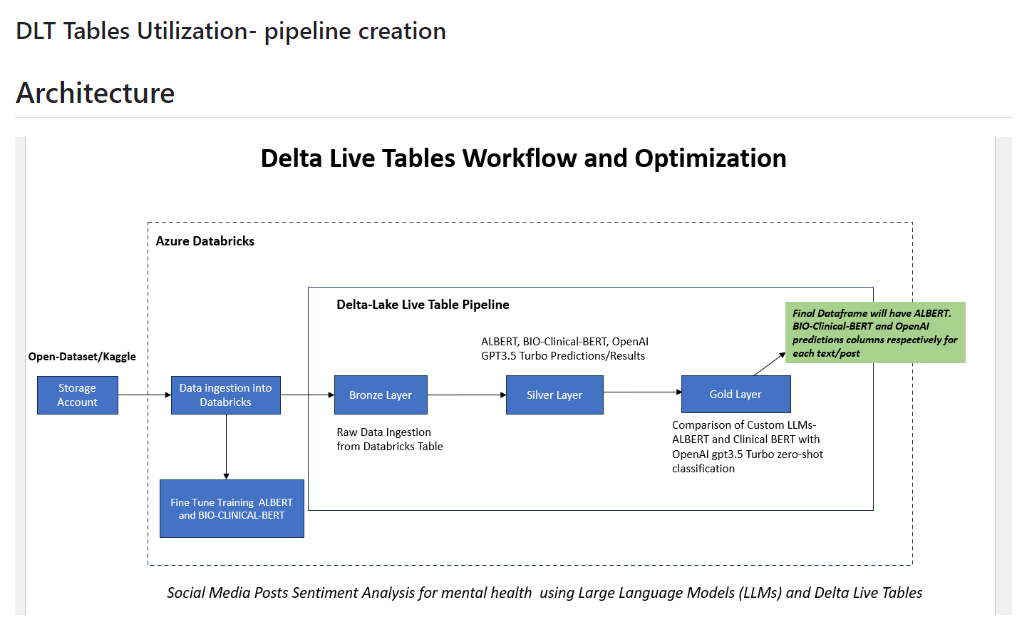 DLT Tables Utilization- pipeline creation
Architecture
Delta Live Tables Workflow and Optimization
Azure Databricks
Delta-Lake Live Table Pipeline
Final Dataframe will have ALBERT.
BIO-Clinical-BERT and OpenAI
predictions columns respectively for
each text/post
ALBERT, BIO-Clinical-BERT, OpenAI
GPT3.5 Turbo Predictions/Results
Open-Dataset/Kaggle
Storage
Account
Data ingestion into
Databricks
Bronze Layer
Silver Layer
Gold Layer
Raw Data Ingestion
from Databricks Table
Comparison of Custom LLMs-
ALBERT and Clinical BERT with
OpenAI gpt3.5 Turbo zero-shot
classification
Fine Tune Training ALBERT
and BIO-CLINICAL-BERT
Social Media Posts Sentiment Analysis for mental health using Large Language Models (LLMs) and Delta Live Tables